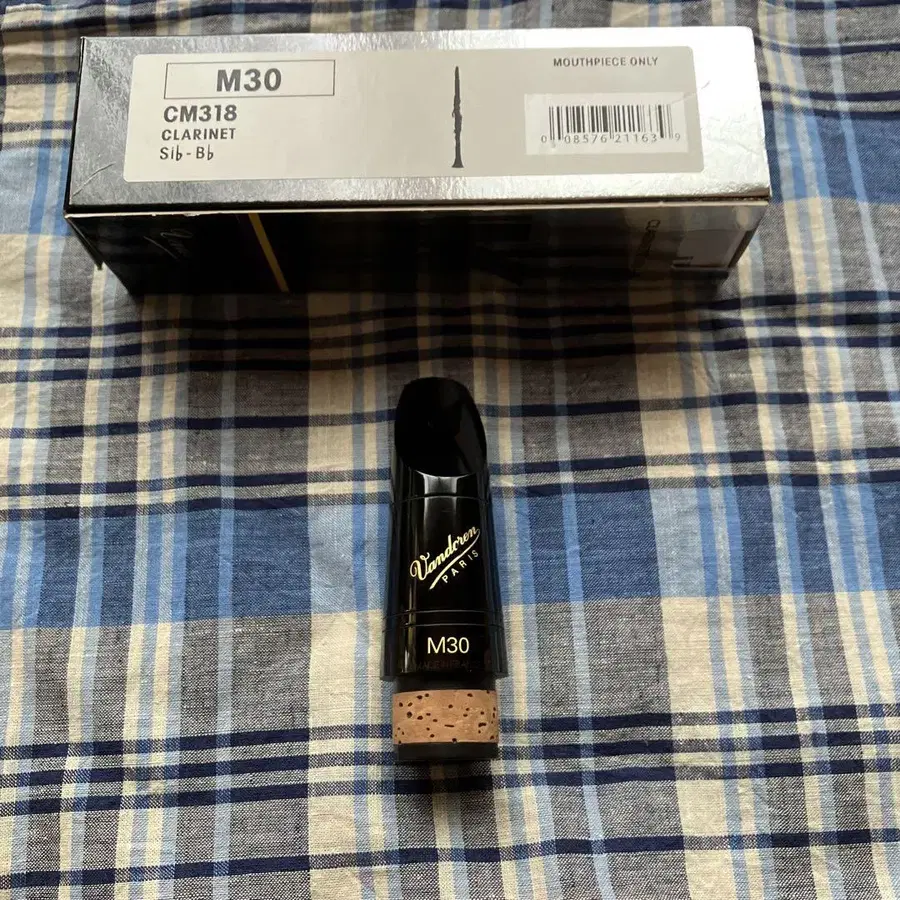 M30
CM318
CLARINET
Sib - Bb
MOUTHPIECE ONLY
0 08576 21163 9
Vandoren
PARIS
M30